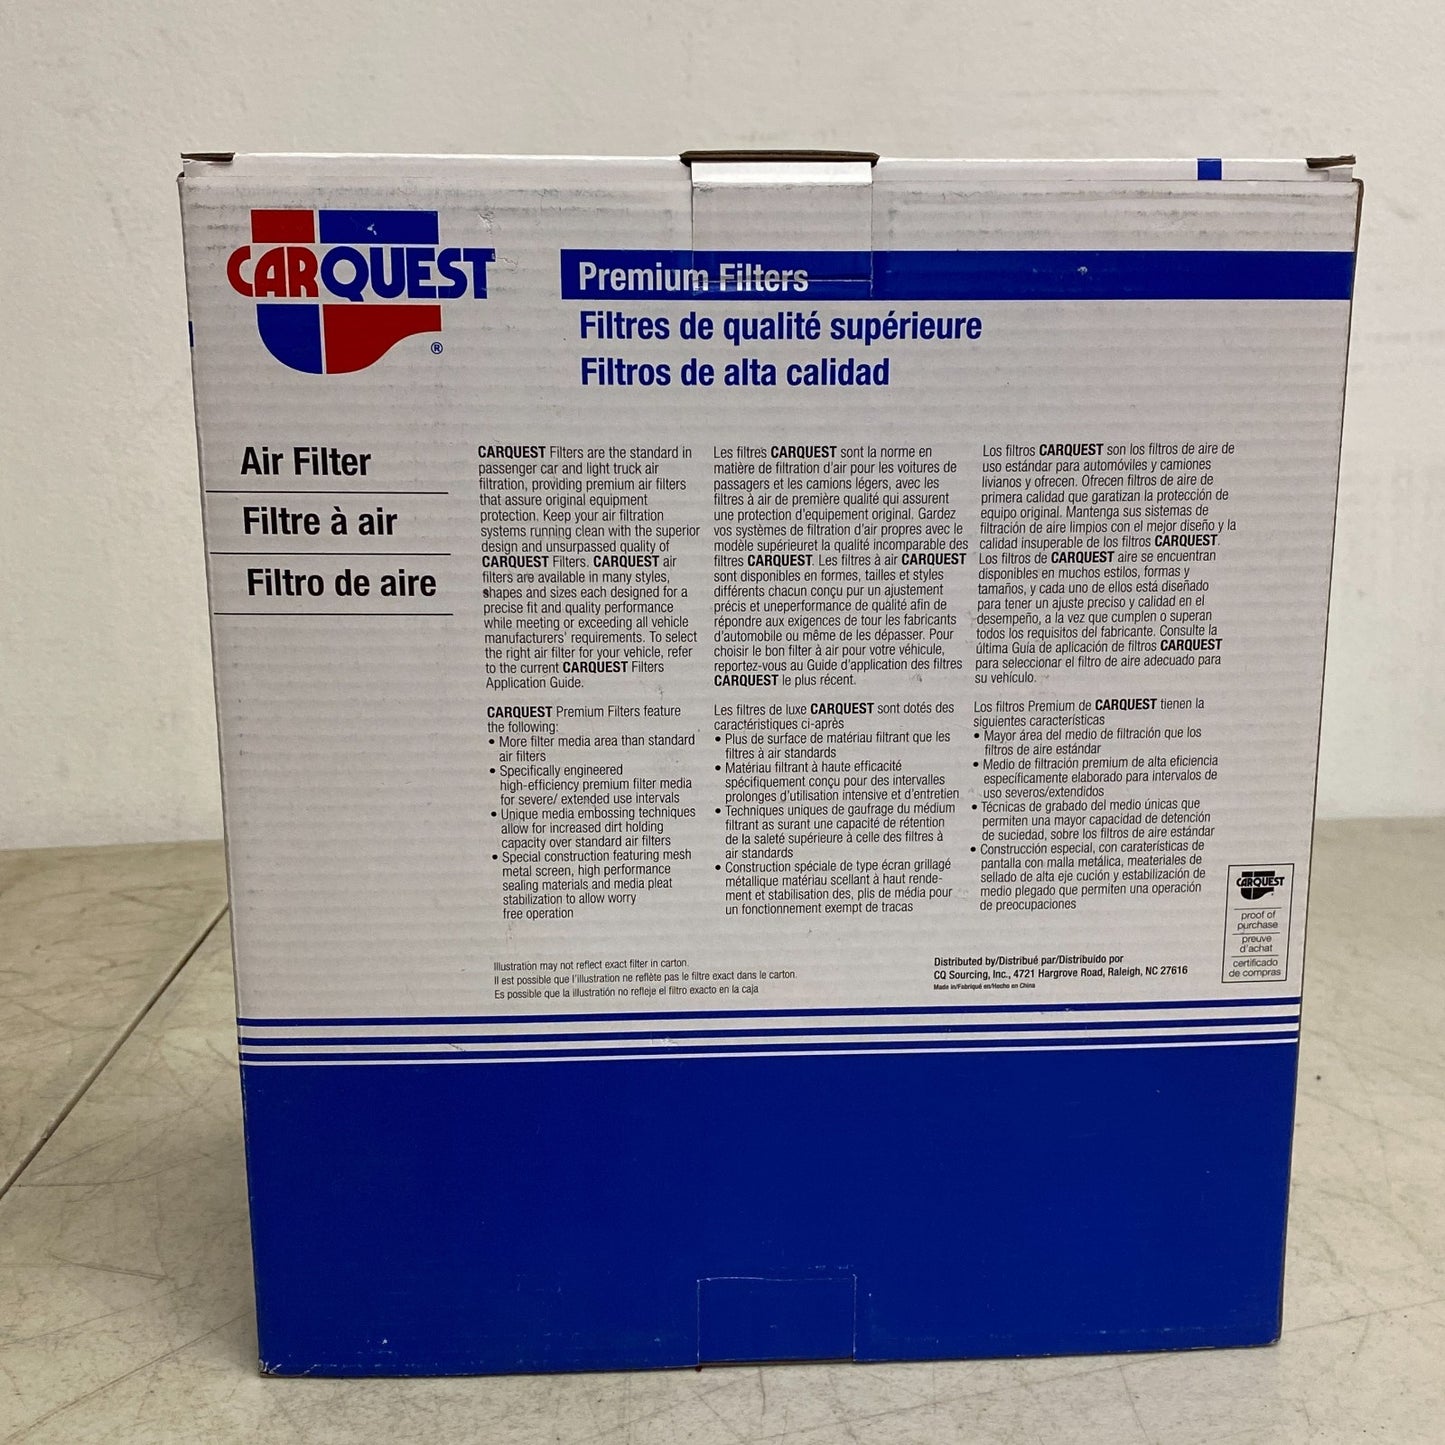 CARQUEST
®
Premium Filters
Filtres de qualité supérieure
Filtros de alta calidad
Air Filter
Filtre à air
Filtro de aire
CARQUEST Filters are the standard in
passenger car and light truck air
filtration, providing premium air filters
that assure original equipment
protection. Keep your air filtration
systems running clean with the superior
design and unsurpassed quality of
CARQUEST Filters. CARQUEST air
filters are available in many styles,
shapes and sizes each designed for a
precise fit and quality performance
while meeting or exceeding all vehicle
manufacturers' requirements. To select
the right air filter for your vehicle, refer
to the current CARQUEST Filters
Application Guide.
CARQUEST Premium Filters feature
the following:
• More filter media area than standard
air filters
• Specifically engineered
high-efficiency premium filter media
for severe/ extended use intervals
• Unique media embossing techniques
allow for increased dirt holding
capacity over standard air filters
• Special construction featuring mesh
metal screen, high performance
sealing materials and media pleat
stabilization to allow worry
free operation
Les filtres CARQUEST sont la norme en
matière de filtration d'air pour les voitures de
passagers et les camions légers, avec les
filtres à air de première qualité qui assurent
une protection d'equipement original. Gardez
vos systèmes de filtration d'air propres avec le
modèle supérieuret la qualité incomparable des
filtres CARQUEST. Les filtres à air CARQUEST
sont disponibles en formes, tailles et styles
différents chacun conçu pur un ajustement
précis et uneperformance de qualité afin de
répondre aux exigences de tour les fabricants
d'automobile ou même de les dépasser. Pour
choisir le bon filtre à air pour votre véhicule,
reportez-vous au Guide d'application des filtres
CARQUEST le plus récent.
Les filtres de luxe CARQUEST sont dotés des
caractéristiques ci-après
• Plus de surface de matériau filtrant que les
filtres à air standards
• Matériau filtrant à haute efficacité
spécifiquement conçu pour des intervalles
prolonges d'utilisation intensive et d'entretien
• Techniques uniques de gaufrage du médium
filtrant as surant une capacité de rétention
de la saleté supérieure à celle des filtres à
air standards
• Construction spéciale de type écran grillagé
métallique matériau scellant à haut rende-
ment et stabilisation des, plis de média pour
un fonctionnement exempt de tracas
Los filtros CARQUEST son los filtros de aire de
uso estándar para automóviles y camiones
livianos y ofrecen. Ofrecen filtros de aire de
primera calidad que garantizan la protección de
equipo original. Mantenga sus sistemas de
filtración de aire limpios con el mejor diseño y la
calidad insuperable de los filtros CARQUEST.
Los filtros de CARQUEST aire se encuentran
disponibles en muchos estilos, formas y
tamaños, y cada uno de ellos está diseñado
para tener un ajuste preciso y calidad en el
desempeño, a la vez que cumplen o superan
todos los requisitos del fabricante. Consulte la
última Guía de aplicación de filtros CARQUEST
para seleccionar el filtro de aire adecuado para
su vehículo.
Los filtros Premium de CARQUEST tienen la
siguientes características
• Mayor área del medio de filtración que los
filtros de aire estándar
• Medio de filtración premium de alta eficiencia
específicamente elaborado para intervalos de
uso severos/extendidos
• Técnicas de grabado del medio únicas que
permiten una mayor capacidad de detención
de suciedad, sobre los filtros de aire estándar
• Construcción especial, con caraterísticas de
pantalla con malla metálica, meateriales de
sellado de alta eje cución y estabilización de
medio plegado que permiten una operación
de preocupaciones
CARQUEST
proof of
purchase
preuve
d'achat
certificado
de compras
Illustration may not reflect exact filter in carton.
Il est possible que l'illustration ne reflète pas le filtre exact dans le carton.
Es possible que la illustración no refleje el filtro exacto en la caja
Distributed by/Distribué par/Distribuido por
CQ Sourcing, Inc., 4721 Hargrove Road, Raleigh, NC 27616
Made in/Fabriqué en/Hecho en China